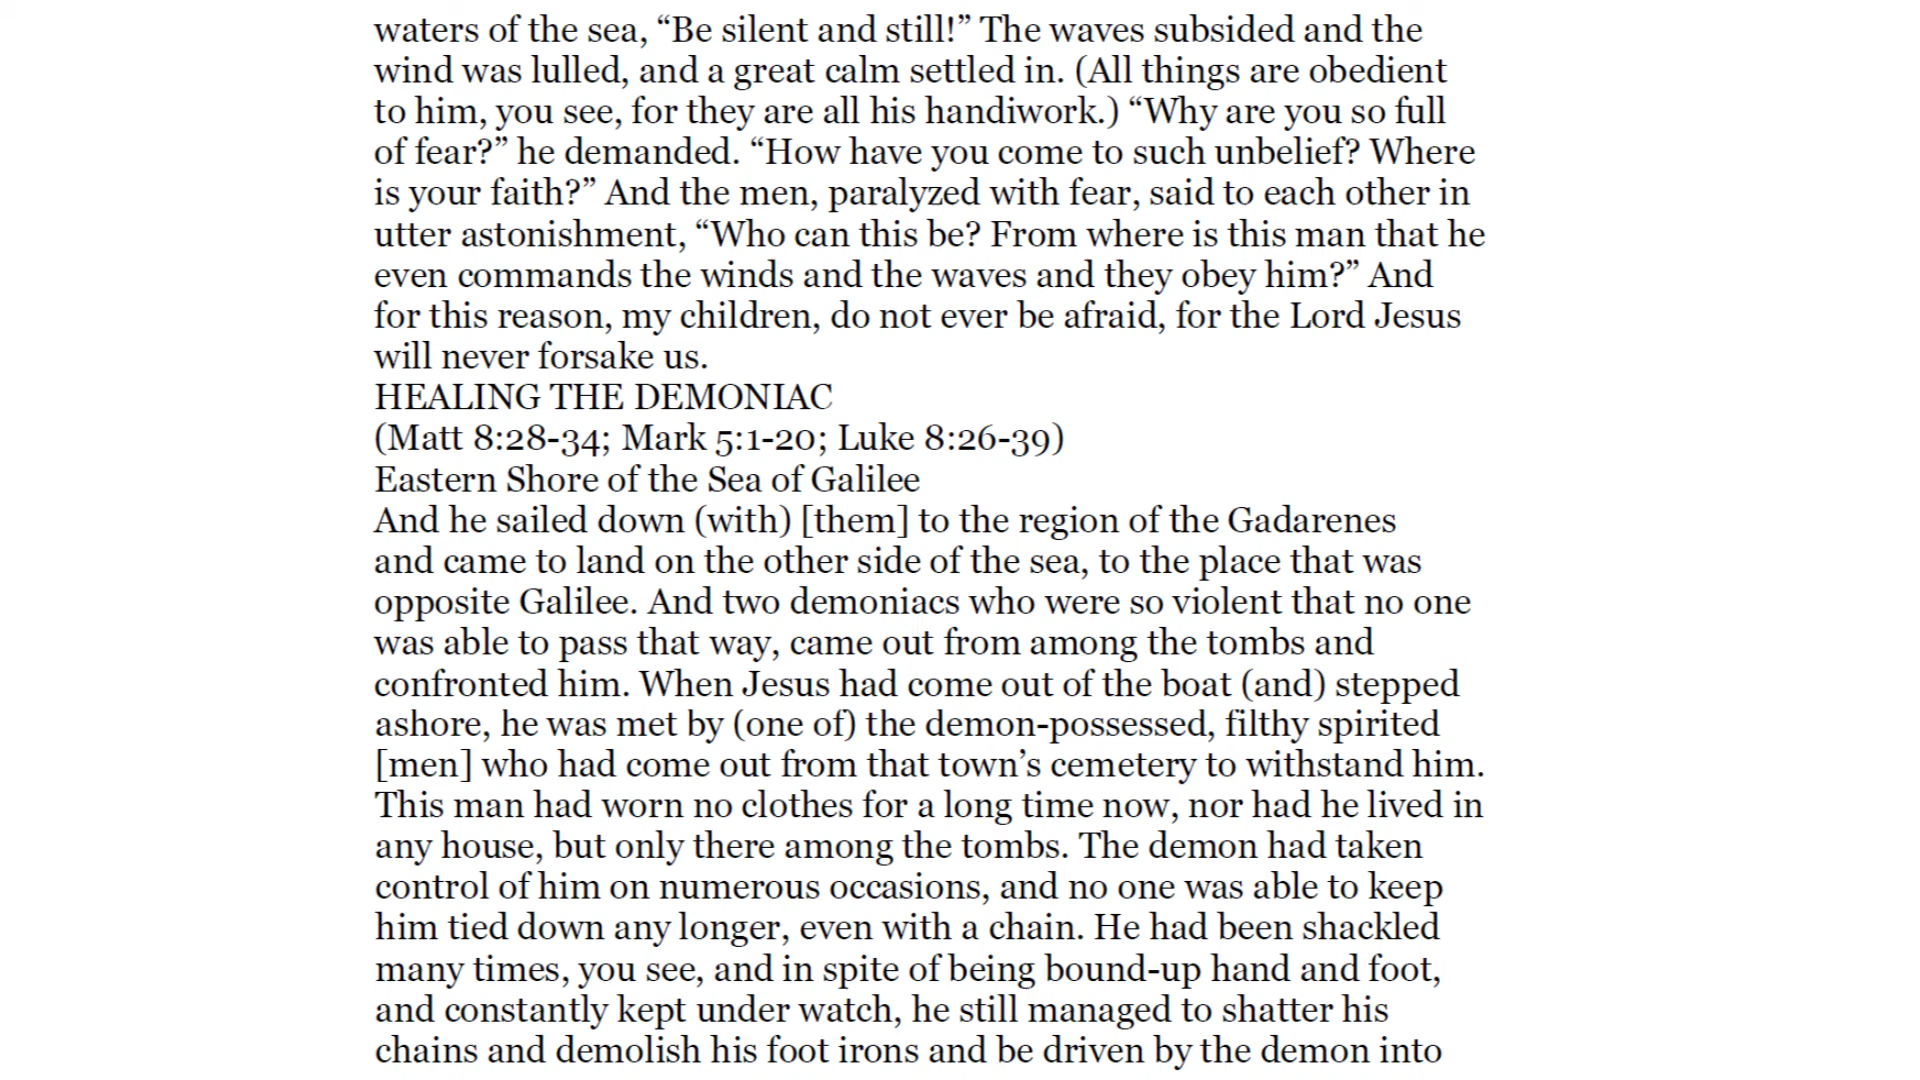 waters of the sea, “Be silent and still!” The waves subsided and the
wind was lulled, and a great calm settled in. (All things are obedient
to him, you see, for they are all his handiwork.) “Why are you so full
of fear?” he demanded. “How have you come to such unbelief? Where
is your faith?” And the men, paralyzed with fear, said to each other in
utter astonishment, “Who can this be? From where is this man that he
even commands the winds and the waves and they obey him?” And
for this reason, my children, do not ever be afraid, for the Lord Jesus
will never forsake us.
HEALING THE DEMONIAC
(Matt 8:28-34; Mark 5:1-20; Luke 8:26-39)
Eastern Shore of the Sea of Galilee
And he sailed down (with) [them] to the region of the Gadarenes
and came to land on the other side of the sea, to the place that was
opposite Galilee. And two demoniacs who were so violent that no one
was able to pass that way, came out from among the tombs and
confronted him. When Jesus had come out of the boat (and) stepped
ashore, he was met by (one of) the demon-possessed, filthy spirited
[men] who had come out from that town’s cemetery to withstand him.
This man had worn no clothes for a long time now, nor had he lived in
any house, but only there among the tombs. The demon had taken
control of him on numerous occasions, and no one was able to keep
him tied down any longer, even with a chain. He had been shackled
many times, you see, and in spite of being bound-up hand and foot,
and constantly kept under watch, he still managed to shatter his
chains and demolish his foot irons and be driven by the demon into